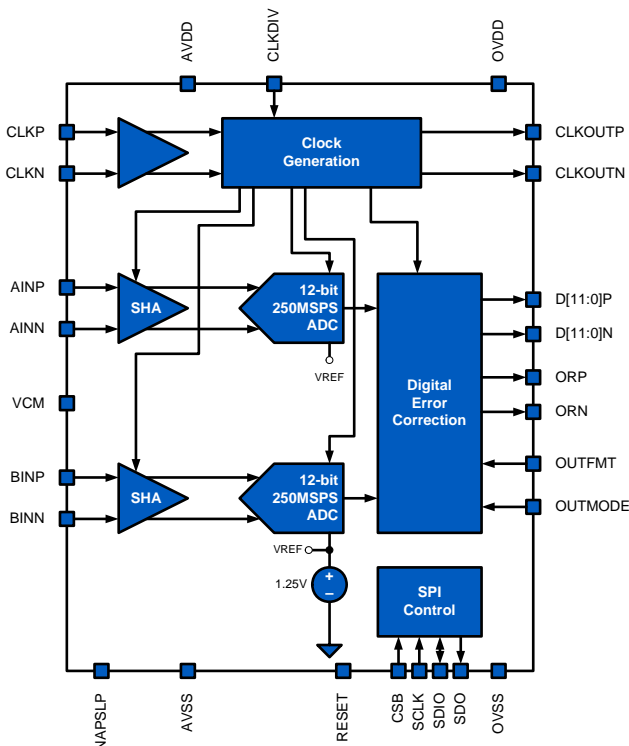 AVDD
CLKDIV
OVDD
CLKP
CLKN
Clock
Generation
CLKOUTP
CLKOUTN
AINP
AINN
SHA
12-bit
250MSPS
ADC
VREF
VCM
Digital
Error
Correction
D[11:0]P
D[11:0]N
ORP
ORN
OUTFMT
OUTMODE
BINP
BINN
SHA
12-bit
250MSPS
ADC
VREF
1.25V
+
–
SPI
Control
NAPSLP
AVSS
RESET
CSB
SCLK
SDIO
SDO
OVSS